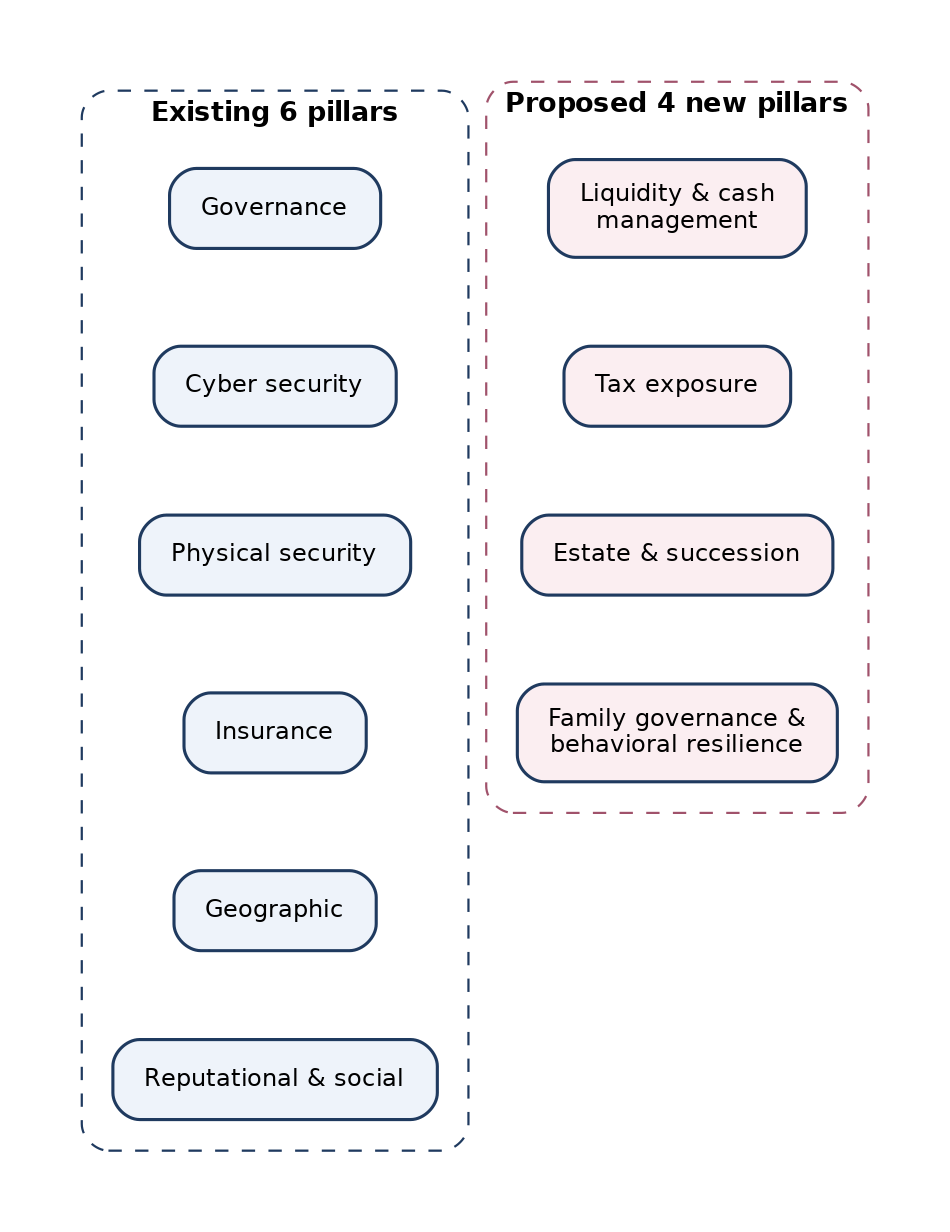 Existing 6 pillars
Governance
Cyber security
Physical security
Insurance
Geographic
Reputational & social
Proposed 4 new pillars
Liquidity & cash
management
Tax exposure
Estate & succession
Family governance &
behavioral resilience